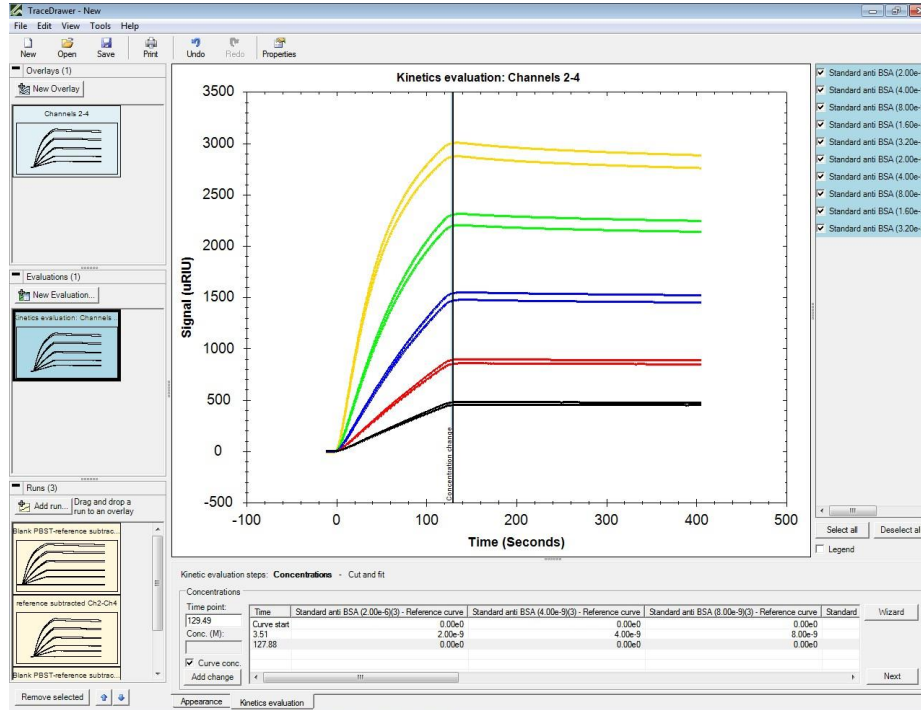 TraceDrawer - New
File Edit View Tools Help
New Open Save Print Undo Redo Properties
Overlays (1)
New Overlay
Channels 2-4
Evaluations (1)
New Evaluation...
Kinetics evaluation: Channels ...
Runs (3)
Add run... Drag and drop a
run to an overlay
Blank PBST-reference subtrac...
reference subtracted Ch2-Ch4
Blank PBST-reference subtrac...
Remove selected
Kinetics evaluation: Channels 2-4
3500
3000
2500
2000
1500
1000
500
0
-500
Signal (uRIU)
Concentration change
-100 0 100 200 300 400 500
Time (Seconds)
Standard anti BSA (2.00e-
Standard anti BSA (4.00e-
Standard anti BSA (8.00e-
Standard anti BSA (1.60e-
Standard anti BSA (3.20e-
Standard anti BSA (2.00e-
Standard anti BSA (4.00e-
Standard anti BSA (8.00e-
Standard anti BSA (1.60e-
Standard anti BSA (3.20e-
Select all Deselect all
Legend
Kinetic evaluation steps: Concentrations - Cut and fit
Concentrations
Time point:
129.49
Conc. (M):
Curve conc.
Add change
Time Standard anti BSA (2.00e-6)(3) - Reference curve Standard anti BSA (4.00e-9)(3) - Reference curve Standard anti BSA (8.00e-9)(3) - Reference curve Standard
Curve start 0.00e0 0.00e0 0.00e0
3.51 2.00e-9 4.00e-9 8.00e-9
127.88 0.00e0 0.00e0 0.00e0
Wizard
Next
Appearance Kinetics evaluation